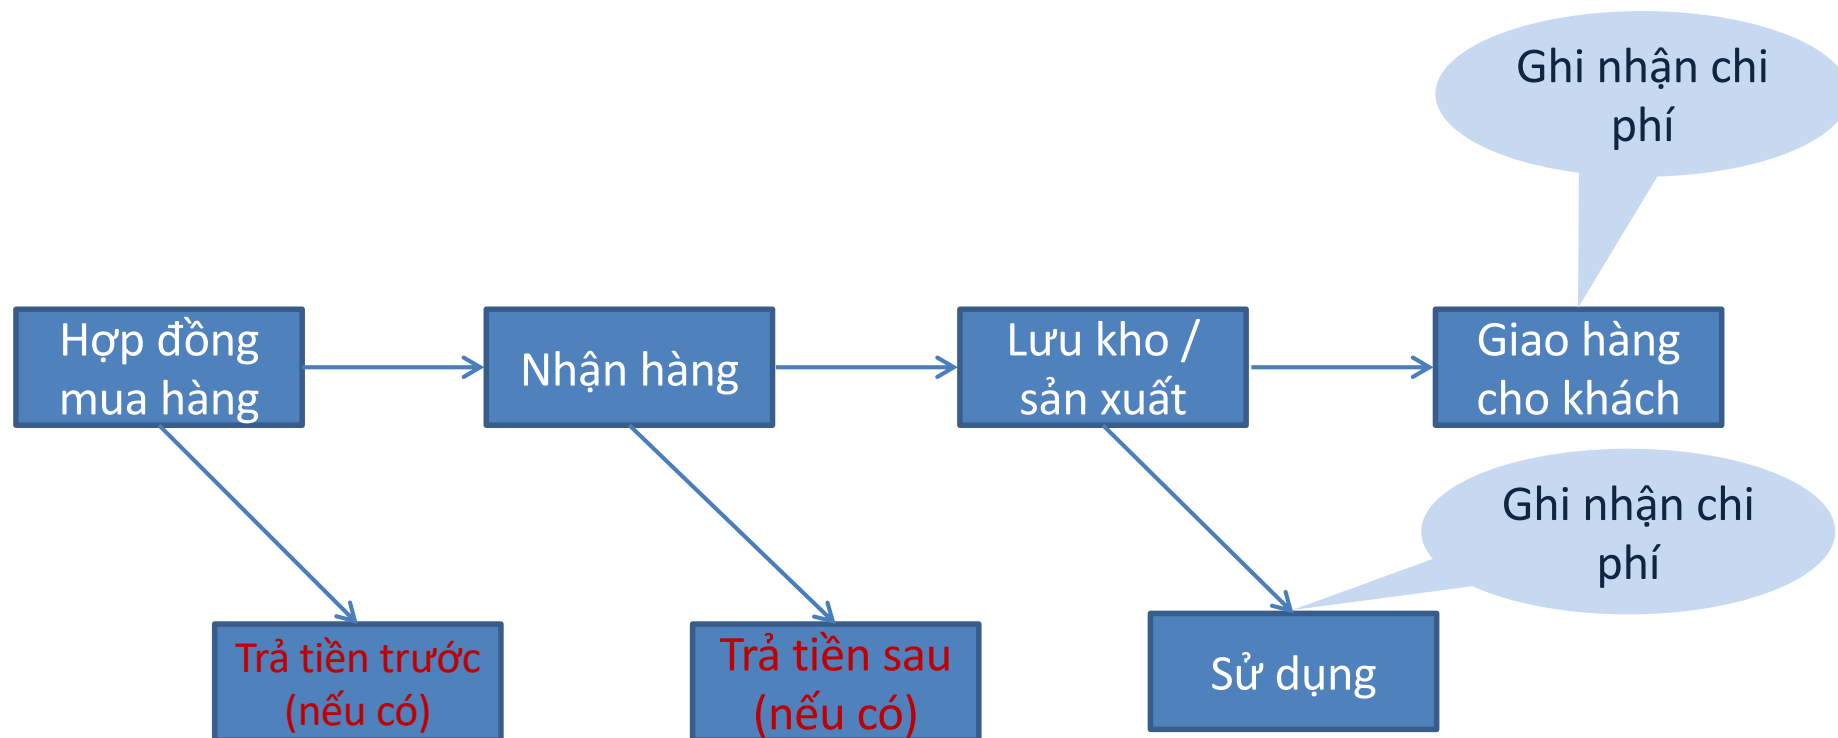 Ghi nhận chi
phí
Hợp đồng
mua hàng
Nhận hàng
Lưu kho /
sản xuất
Giao hàng
cho khách
Ghi nhận chi
phí
Trả tiền trước
(nếu có)
Trả tiền sau
(nếu có)
Sử dụng